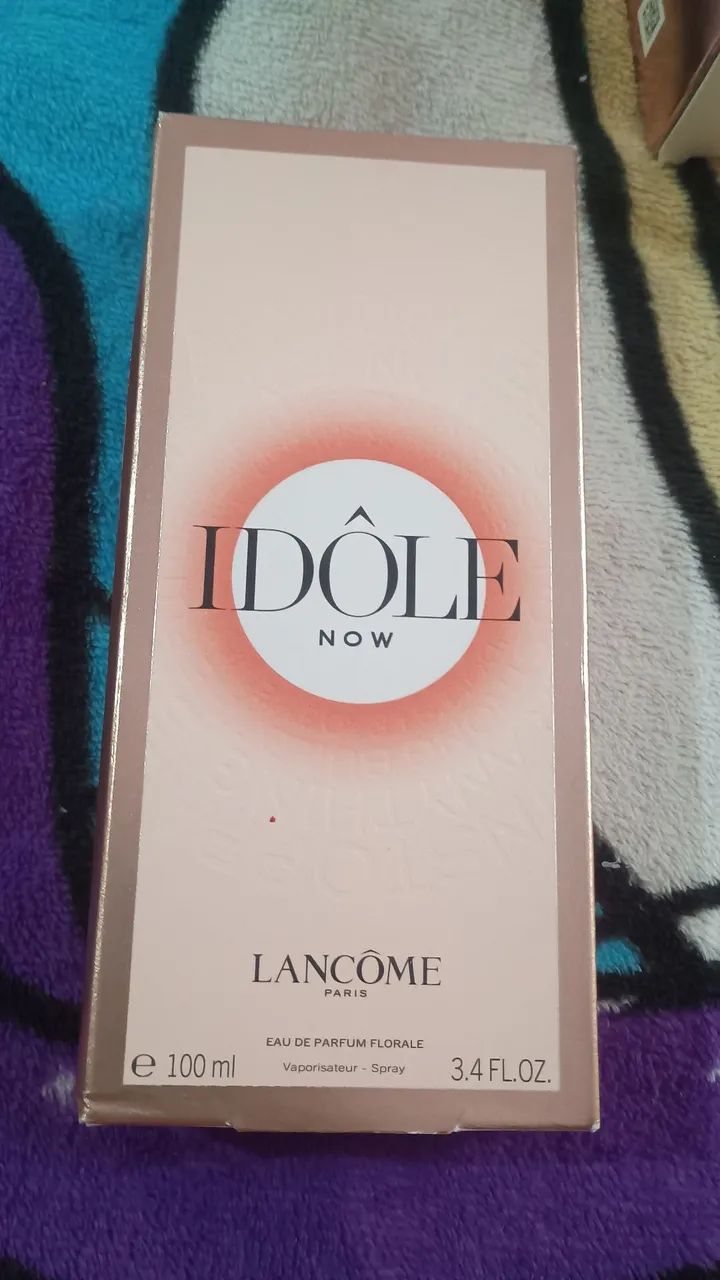 IDÔLE
NOW
LANCÔME
PARIS
EAU DE PARFUM FLORALE
Vaporisateur - Spray
℮ 100 ml
3.4 FL.OZ.